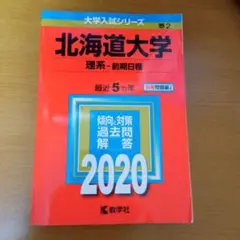 大学入試シリーズ
北海道大学
理系-前期日程
最近5カ年
傾向と対策
過去問
解答
2020
教学社